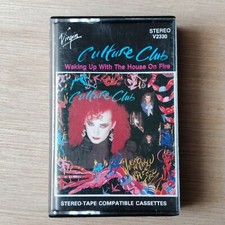 Virgin
STEREO
V2330
Culture Club
Waking Up With The House On Fire
Culture Club
STEREO-TAPE COMPATIBLE CASSETTES